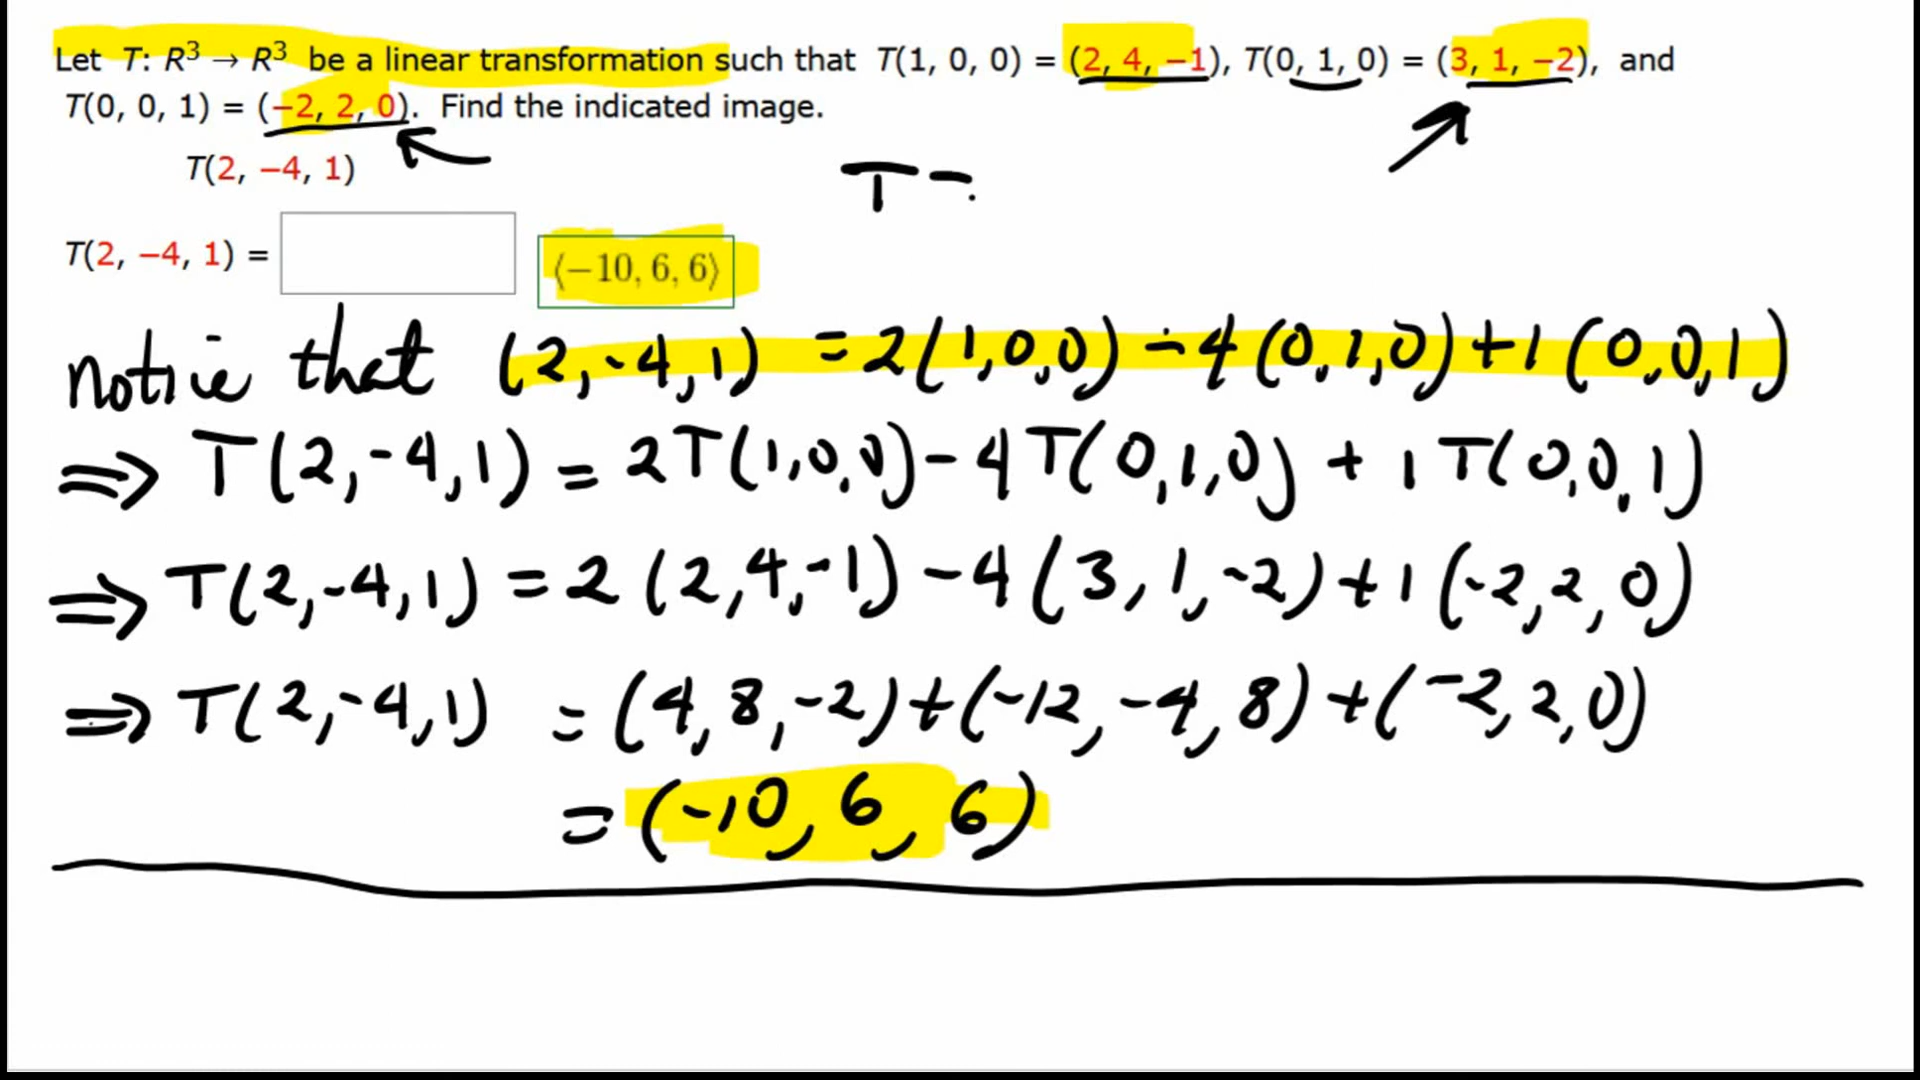 Let T: R³ → R³ be a linear transformation such that T(1, 0, 0) = (2, 4, −1), T(0, 1, 0) = (3, 1, −2), and
T(0, 0, 1) = (−2, 2, 0). Find the indicated image.
T(2, −4, 1)
T =
T(2, −4, 1) =
⟨−10, 6, 6⟩
notice that (2,-4,1) = 2(1,0,0) - 4(0,1,0) + 1(0,0,1)
⇒ T(2,-4,1) = 2T(1,0,0) - 4T(0,1,0) + 1T(0,0,1)
⇒ T(2,-4,1) = 2(2,4,-1) - 4(3,1,-2) + 1(-2,2,0)
⇒ T(2,-4,1) = (4,8,-2) + (-12,-4,8) + (-2,2,0)
= (-10, 6, 6)